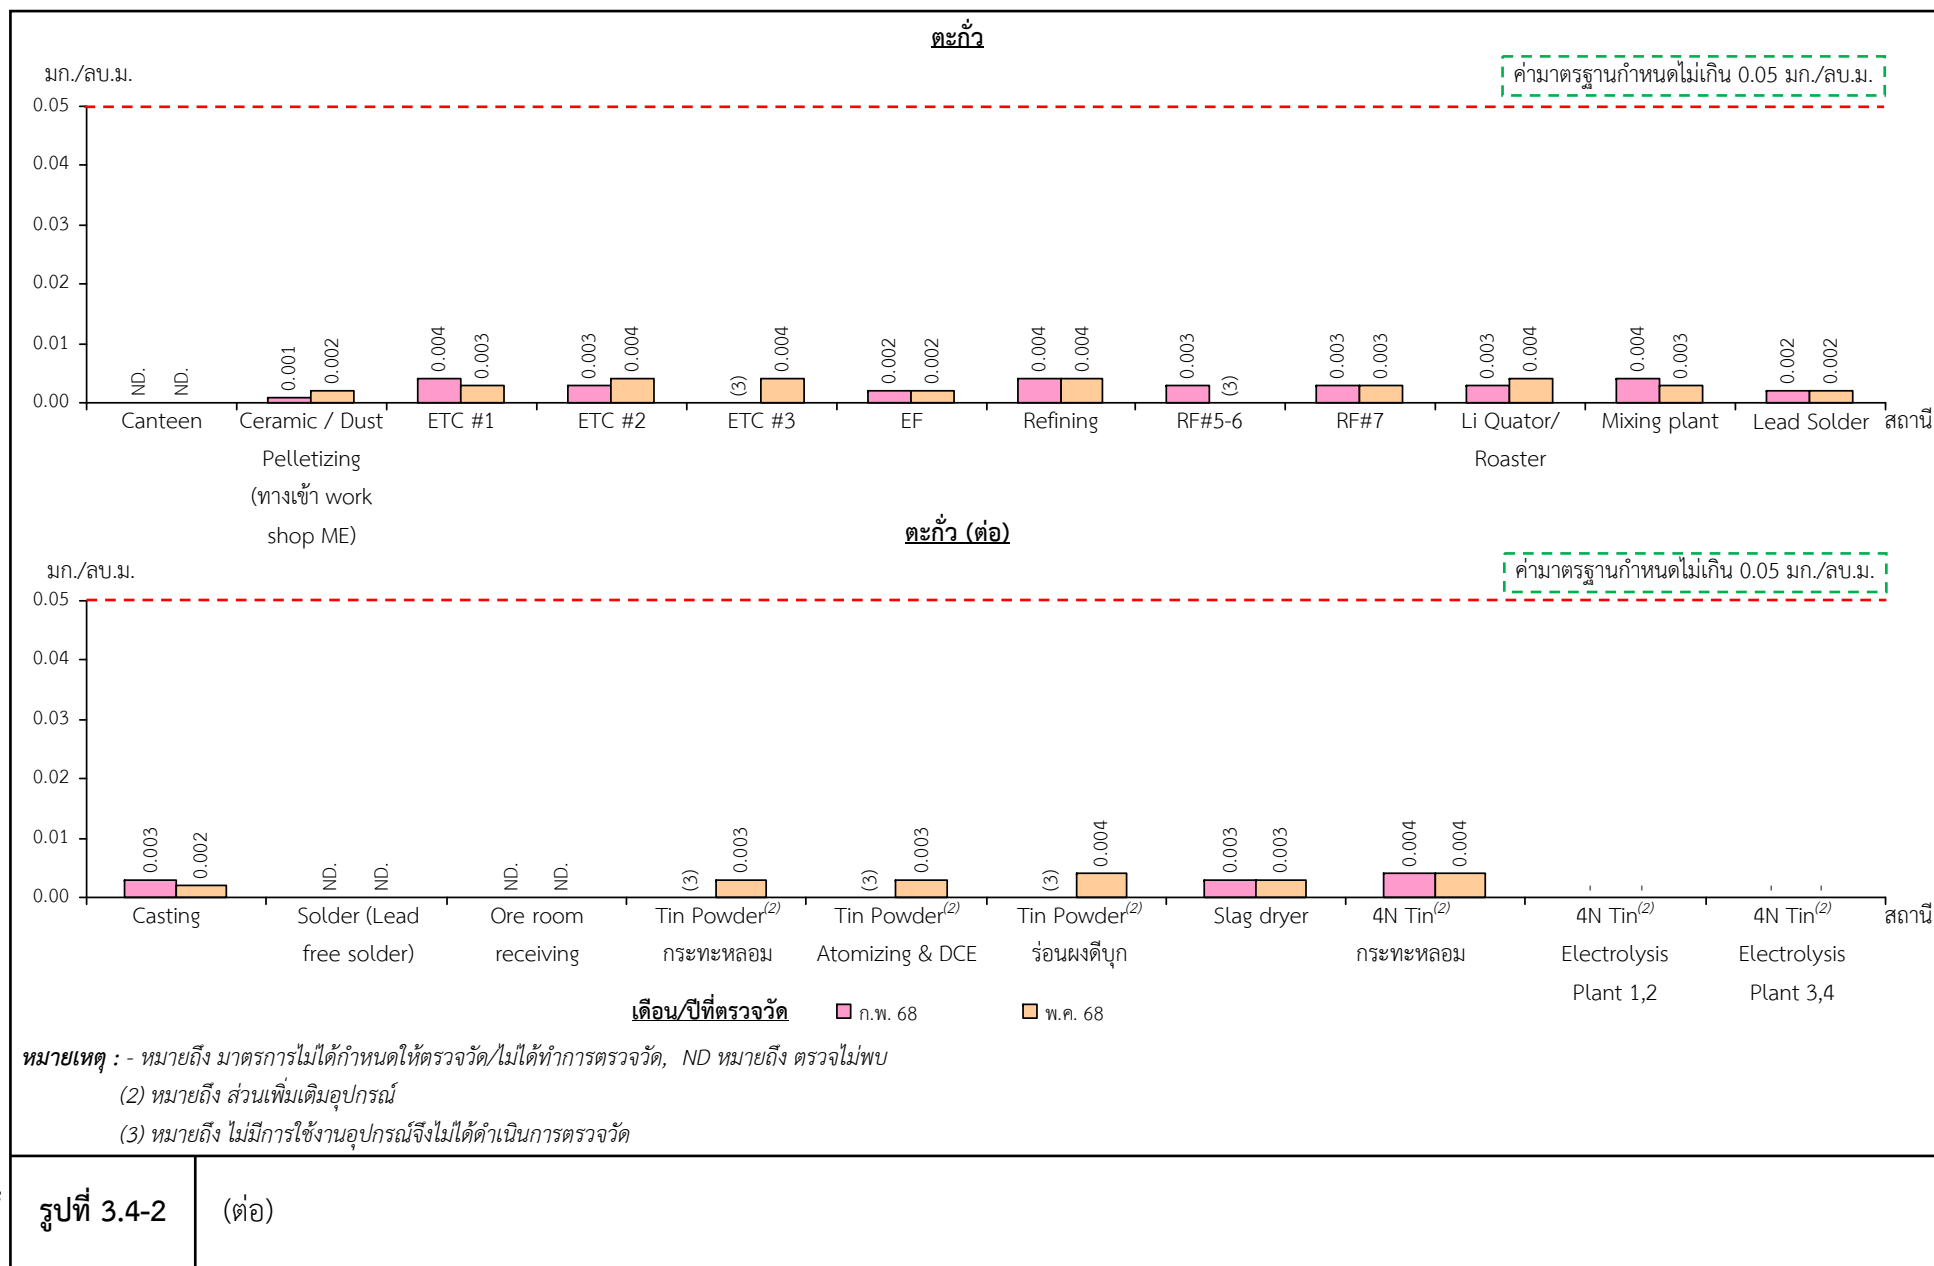 ตะกั่ว
มก./ลบ.ม.
ค่ามาตรฐานกำหนดไม่เกิน 0.05 มก./ลบ.ม.
0.05
0.04
0.03
0.02
0.01
0.00
ND. ND. 0.001 0.002 0.004 0.003 0.003 0.004 (3) 0.004 0.002 0.002 0.004 0.004 0.003 (3) 0.003 0.003 0.003 0.004 0.004 0.003 0.002 0.002
Canteen Ceramic / Dust ETC #1 ETC #2 ETC #3 EF Refining RF#5-6 RF#7 Li Quator/ Mixing plant Lead Solder สถานี
Pelletizing Roaster
(ทางเข้า work
shop ME)
ตะกั่ว (ต่อ)
มก./ลบ.ม.
ค่ามาตรฐานกำหนดไม่เกิน 0.05 มก./ลบ.ม.
0.05
0.04
0.03
0.02
0.01
0.00
0.003 0.002 ND. ND. ND. ND. (3) 0.003 (3) 0.003 (3) 0.004 0.003 0.003 0.004 0.004 - - - -
Casting Solder (Lead Ore room Tin Powder(2) Tin Powder(2) Tin Powder(2) Slag dryer 4N Tin(2) 4N Tin(2) 4N Tin(2) สถานี
free solder) receiving กระทะหลอม Atomizing & DCE ร่อนผงดีบุก กระทะหลอม Electrolysis Electrolysis
Plant 1,2 Plant 3,4
เดือน/ปีที่ตรวจวัด ก.พ. 68 พ.ค. 68
หมายเหตุ : - หมายถึง มาตรการไม่ได้กำหนดให้ตรวจวัด/ไม่ได้ทำการตรวจวัด, ND หมายถึง ตรวจไม่พบ
(2) หมายถึง ส่วนเพิ่มเติมอุปกรณ์
(3) หมายถึง ไม่มีการใช้งานอุปกรณ์จึงไม่ได้ดำเนินการตรวจวัด
รูปที่ 3.4-2 (ต่อ)